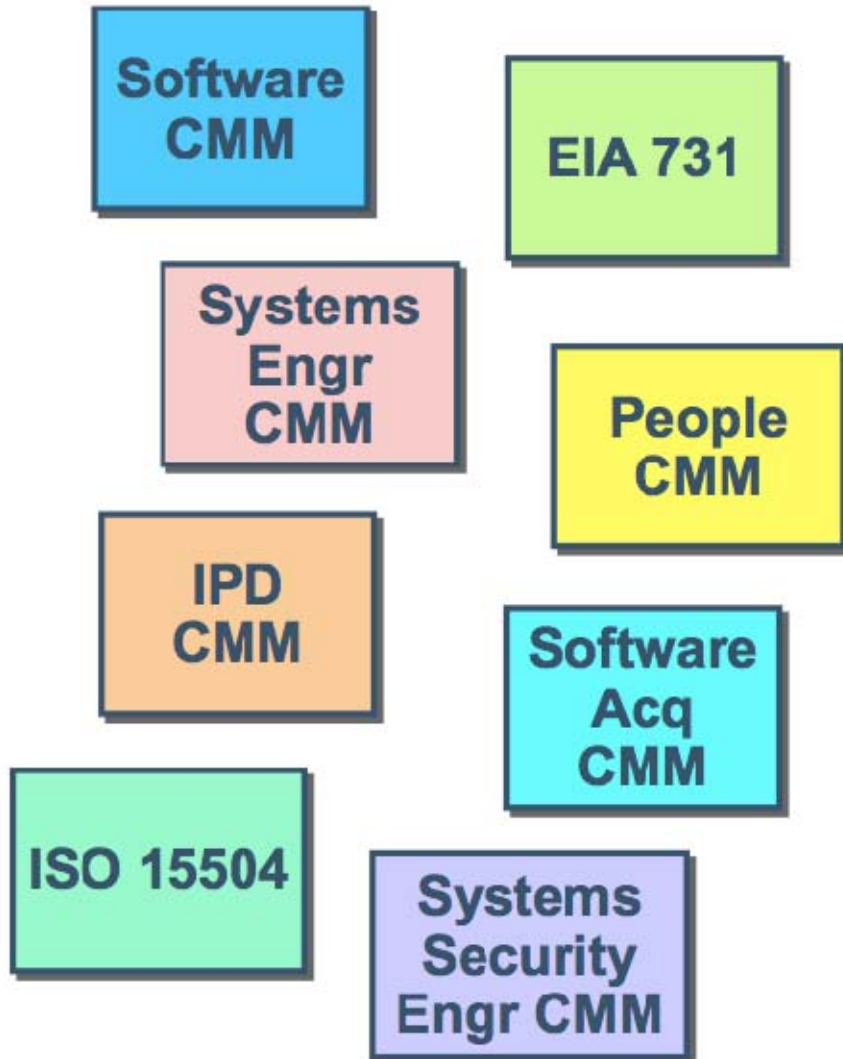 Software
CMM
EIA 731
Systems
Engr
CMM
People
CMM
IPD
CMM
Software
Acq
CMM
ISO 15504
Systems
Security
Engr CMM